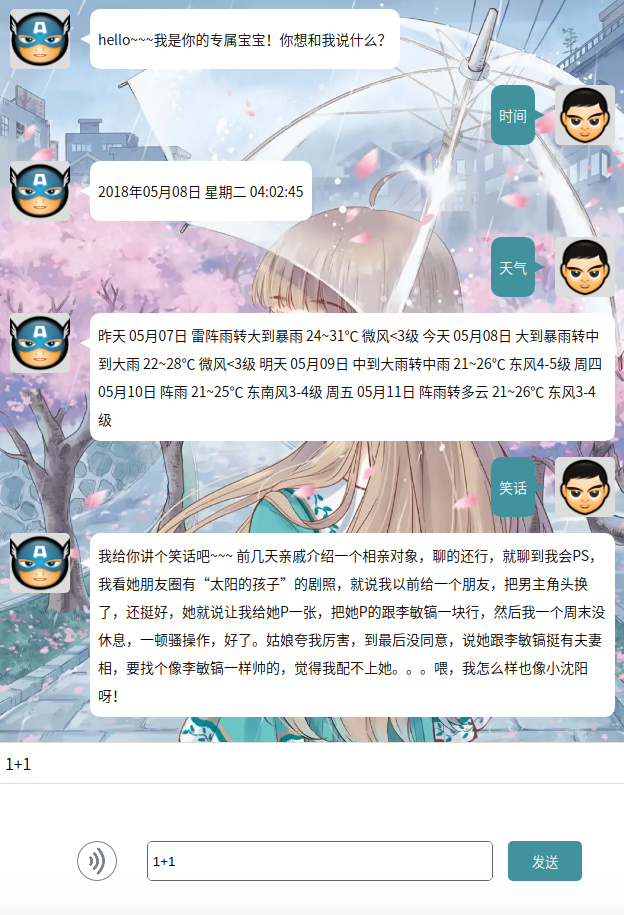 hello~~~我是你的专属宝宝！你想和我说什么？
时间
2018年05月08日 星期二 04:02:45
天气
昨天 05月07日 雷阵雨转大到暴雨 24~31℃ 微风<3级 今天 05月08日 大到暴雨转中
到大雨 22~28℃ 微风<3级 明天 05月09日 中到大雨转中雨 21~26℃ 东风4-5级 周四
05月10日 阵雨 21~25℃ 东南风3-4级 周五 05月11日 阵雨转多云 21~26℃ 东风3-4
级
笑话
我给你讲个笑话吧~~~ 前几天亲戚介绍一个相亲对象，聊的还行，就聊到我会PS，
我看她朋友圈有“太阳的孩子”的剧照，就说我以前给一个朋友，把男主角头换
了，还挺好，她就说让我给她P一张，把她P的跟李敏镐一块行，然后我一个周末没
休息，一顿骚操作，好了。姑娘夸我厉害，到最后没同意，说她跟李敏镐挺有夫妻
相，要找个像李敏镐一样帅的，觉得我配不上她。。。喂，我怎么样也像小沈阳
呀！
1+1
1+1
发送